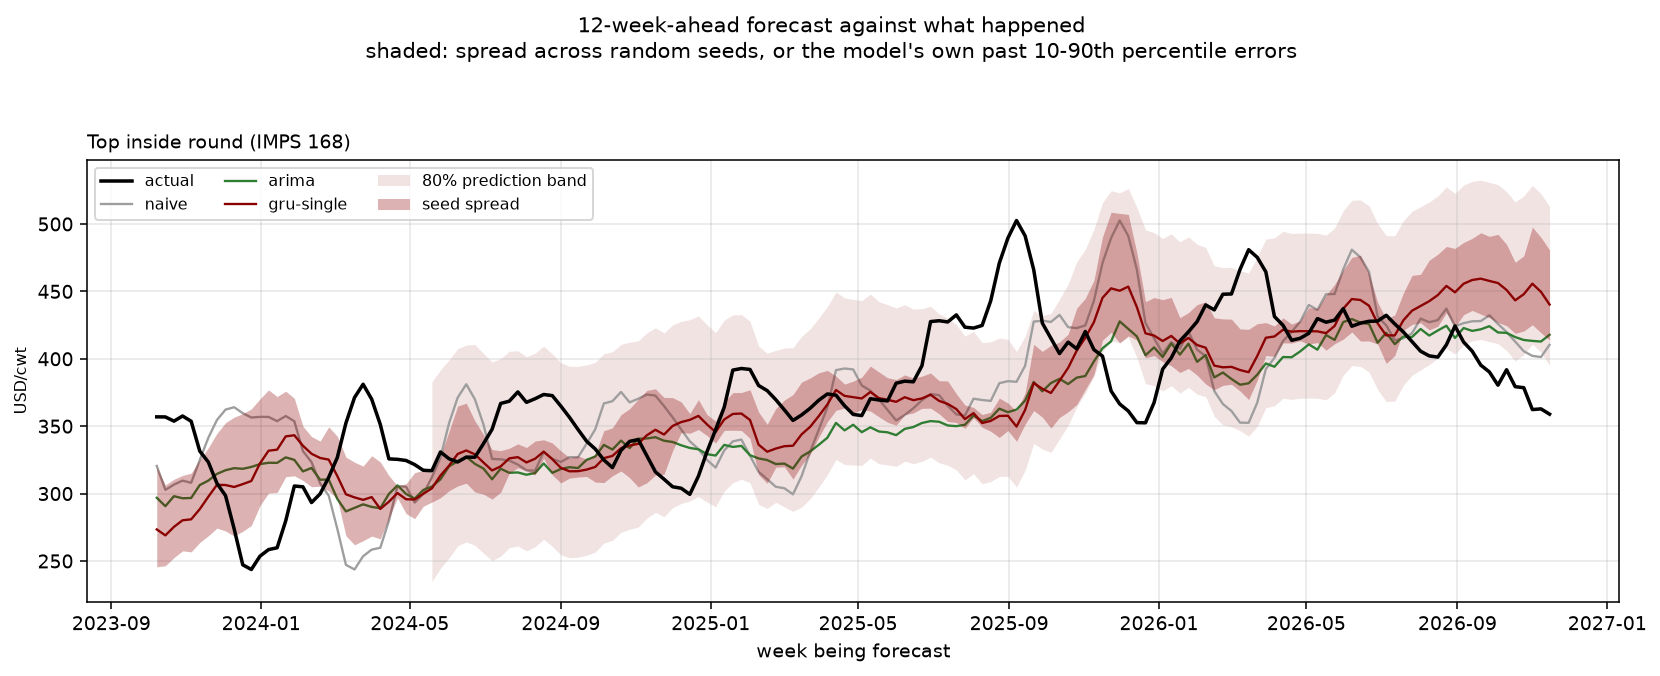 12-week-ahead forecast against what happened
shaded: spread across random seeds, or the model's own past 10-90th percentile errors
Top inside round (IMPS 168)
actual
naive
arima
gru-single
80% prediction band
seed spread
USD/cwt
500
450
400
350
300
250
2023-09
2024-01
2024-05
2024-09
2025-01
2025-05
2025-09
2026-01
2026-05
2026-09
2027-01
week being forecast